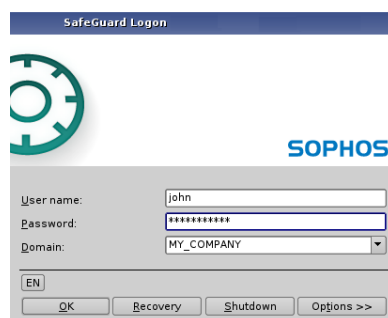 SafeGuard Logon
SOPHOS
User name: john
Password: ***********
Domain: MY_COMPANY
EN
OK Recovery Shutdown Options >>